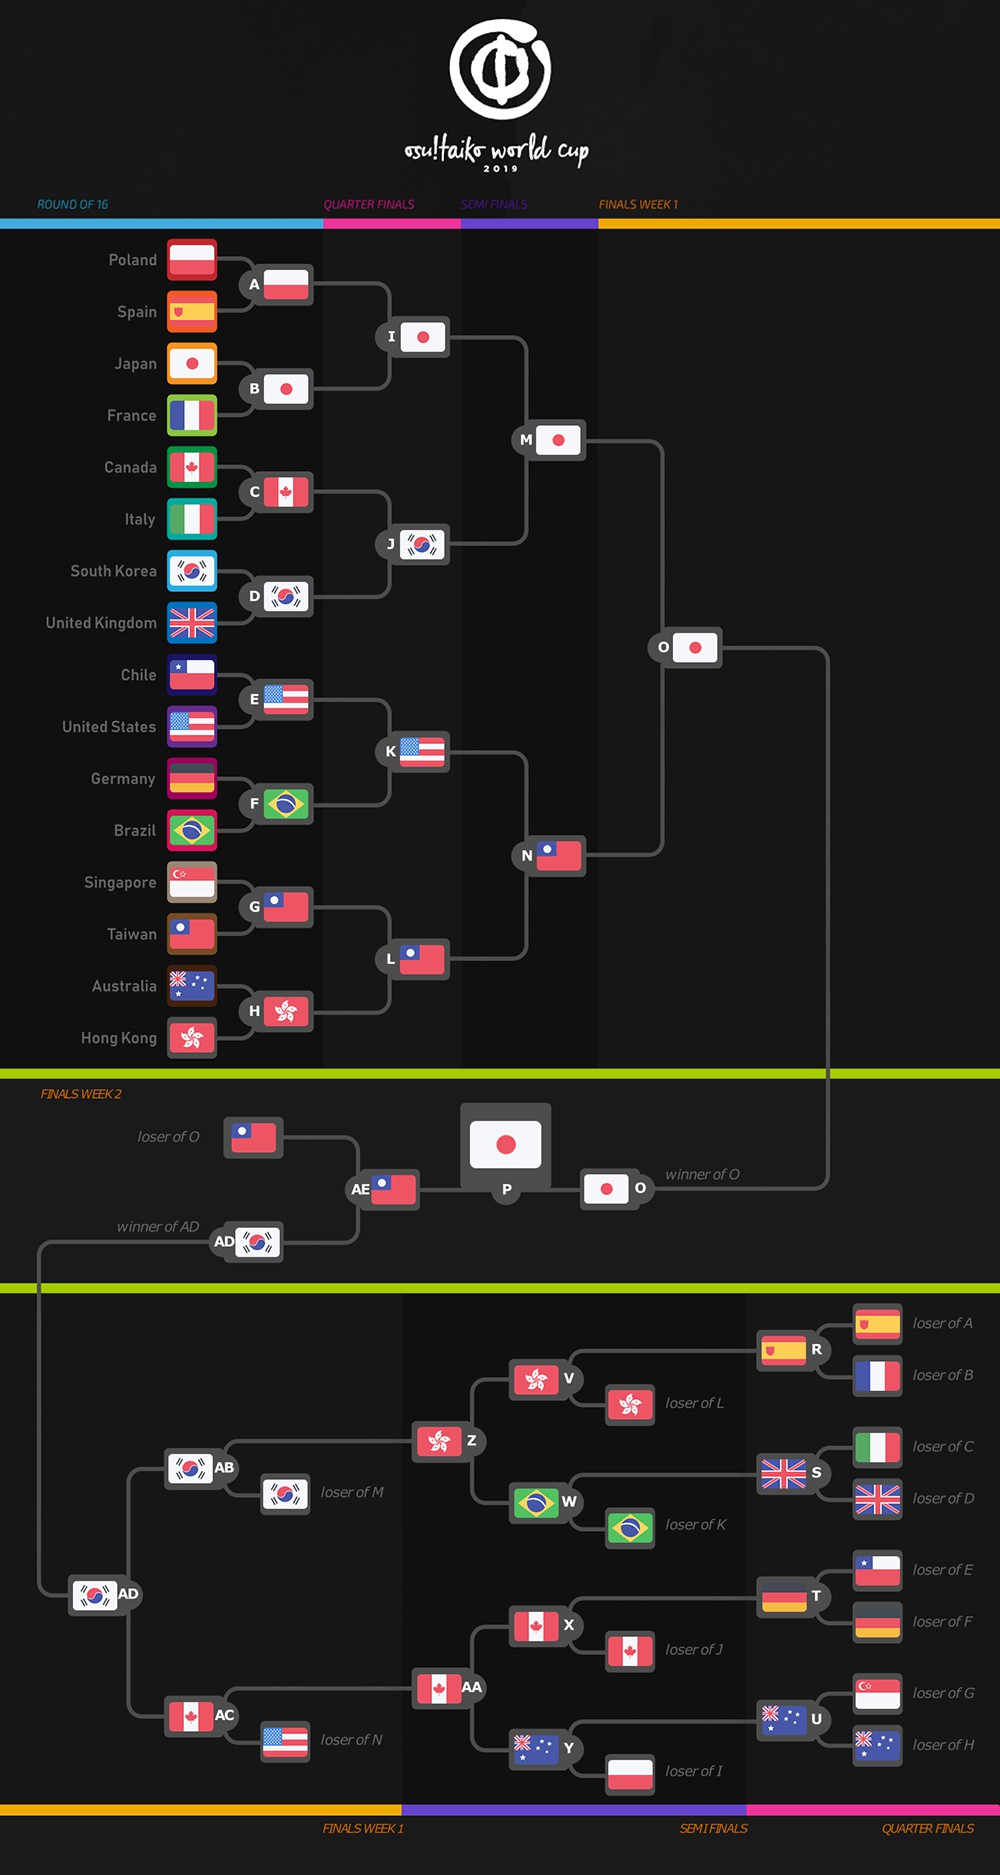 osu!taiko world cup
2019
ROUND OF 16
QUARTER FINALS
SEMI FINALS
FINALS WEEK 1
Poland
A
Spain
I
Japan
B
France
M
Canada
C
Italy
J
South Korea
D
United Kingdom
O
Chile
E
United States
K
Germany
F
Brazil
N
Singapore
G
Taiwan
L
Australia
H
Hong Kong
FINALS WEEK 2
loser of O
AE
P
O
winner of O
winner of AD
AD
loser of A
R
loser of B
V
loser of L
Z
loser of C
S
loser of D
W
loser of K
AB
loser of M
AD
loser of E
T
loser of F
X
loser of J
AA
loser of G
U
loser of H
Y
loser of I
AC
loser of N
FINALS WEEK 1
SEMI FINALS
QUARTER FINALS